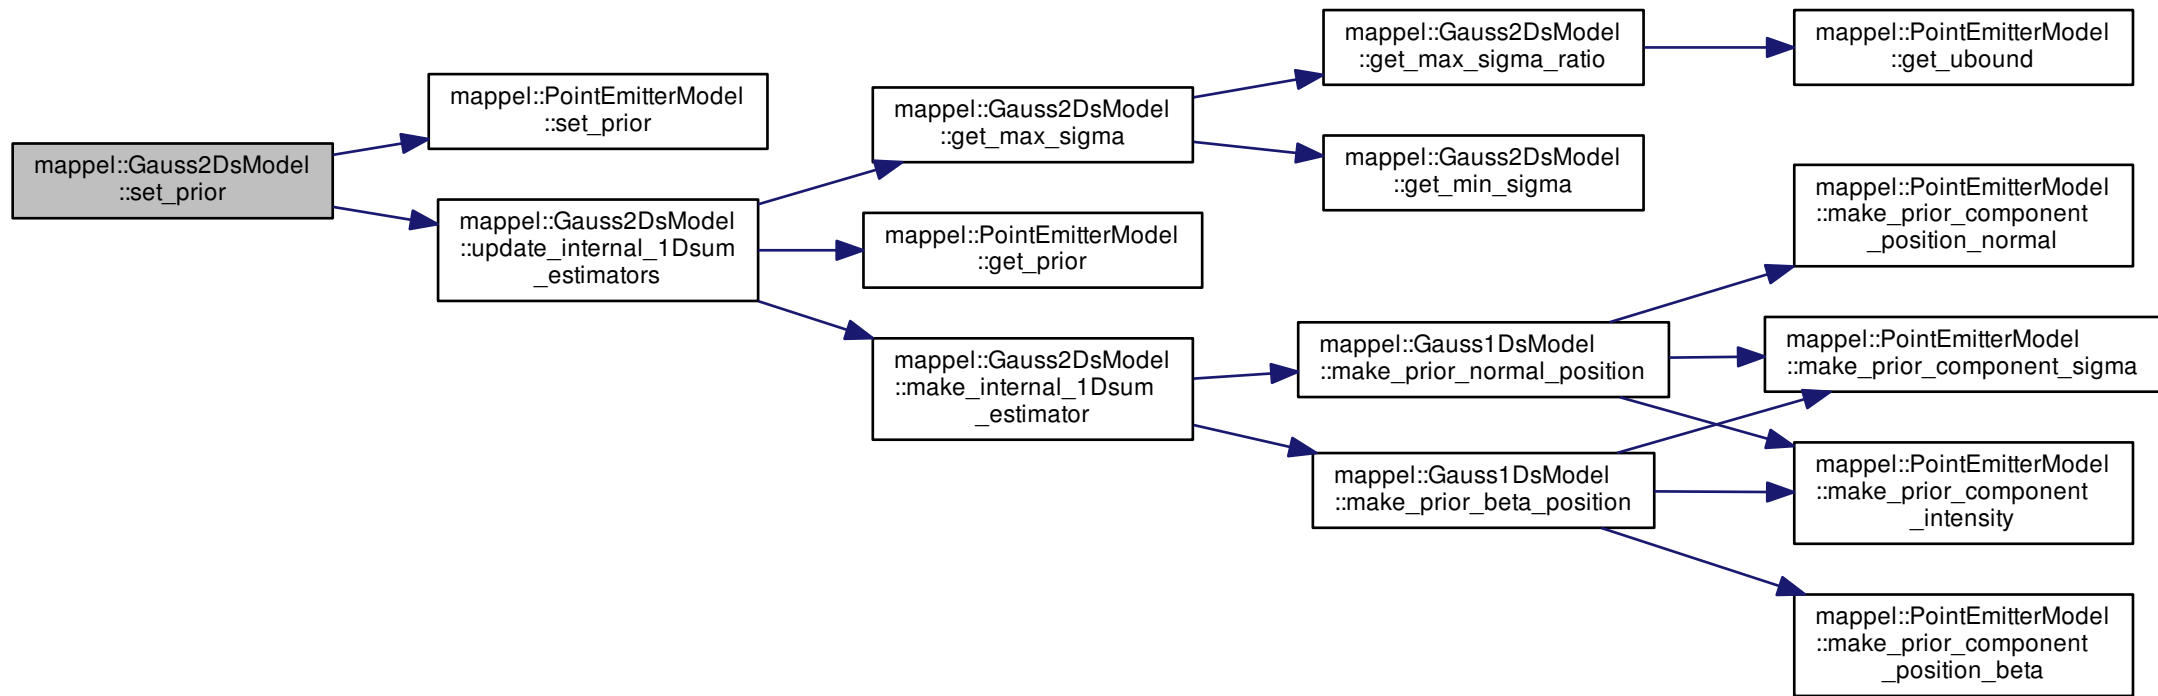 mappel::Gauss2DsModel
::set_prior
mappel::PointEmitterModel
::set_prior
mappel::Gauss2DsModel
::update_internal_1Dsum
_estimators
mappel::Gauss2DsModel
::get_max_sigma
mappel::PointEmitterModel
::get_prior
mappel::Gauss2DsModel
::make_internal_1Dsum
_estimator
mappel::Gauss2DsModel
::get_max_sigma_ratio
mappel::Gauss2DsModel
::get_min_sigma
mappel::Gauss1DsModel
::make_prior_normal_position
mappel::Gauss1DsModel
::make_prior_beta_position
mappel::PointEmitterModel
::get_ubound
mappel::PointEmitterModel
::make_prior_component
_position_normal
mappel::PointEmitterModel
::make_prior_component_sigma
mappel::PointEmitterModel
::make_prior_component
_intensity
mappel::PointEmitterModel
::make_prior_component
_position_beta